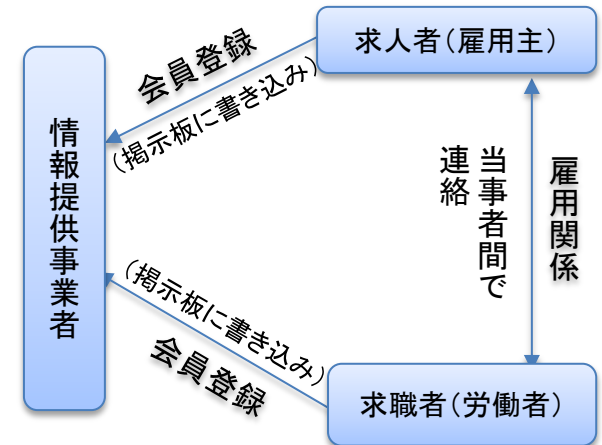 求人者（雇用主）
会員登録
（掲示板に書き込み）
情報提供事業者
当事者間で
連絡
雇用関係
（掲示板に書き込み）
会員登録
求職者（労働者）